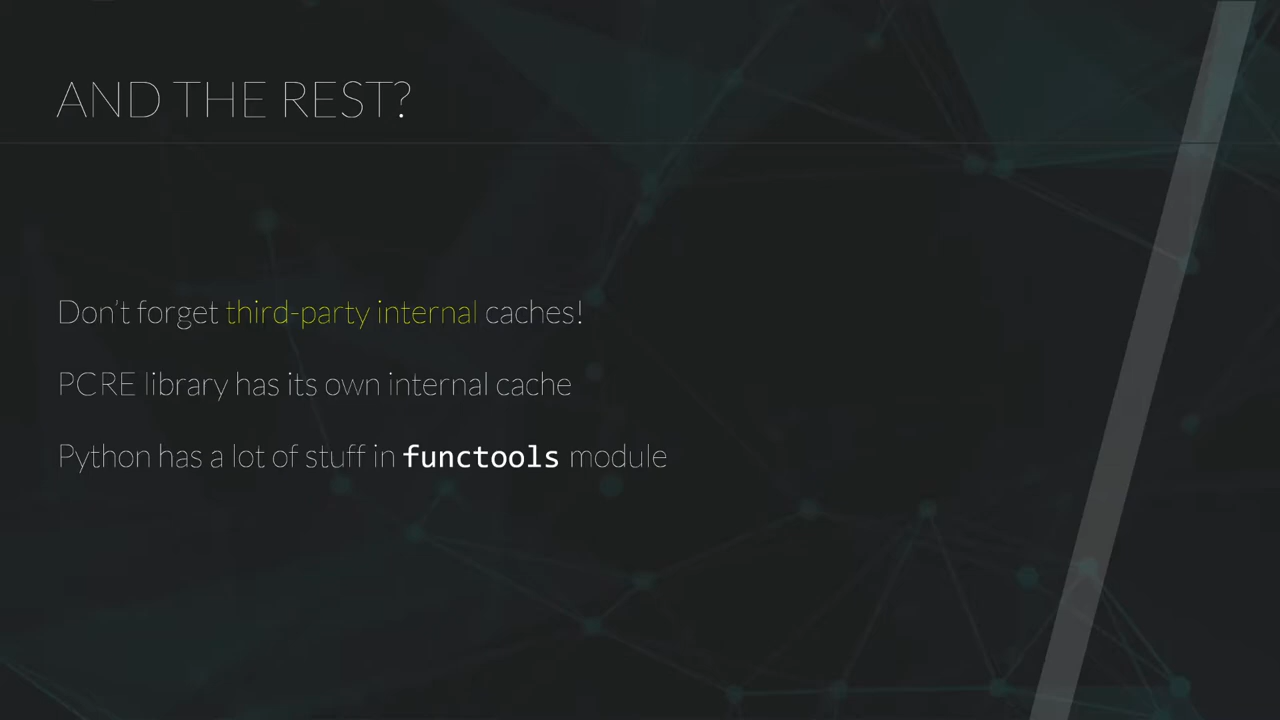 AND THE REST?
Don’t forget third-party internal caches!
PCRE library has its own internal cache
Python has a lot of stuff in functools module